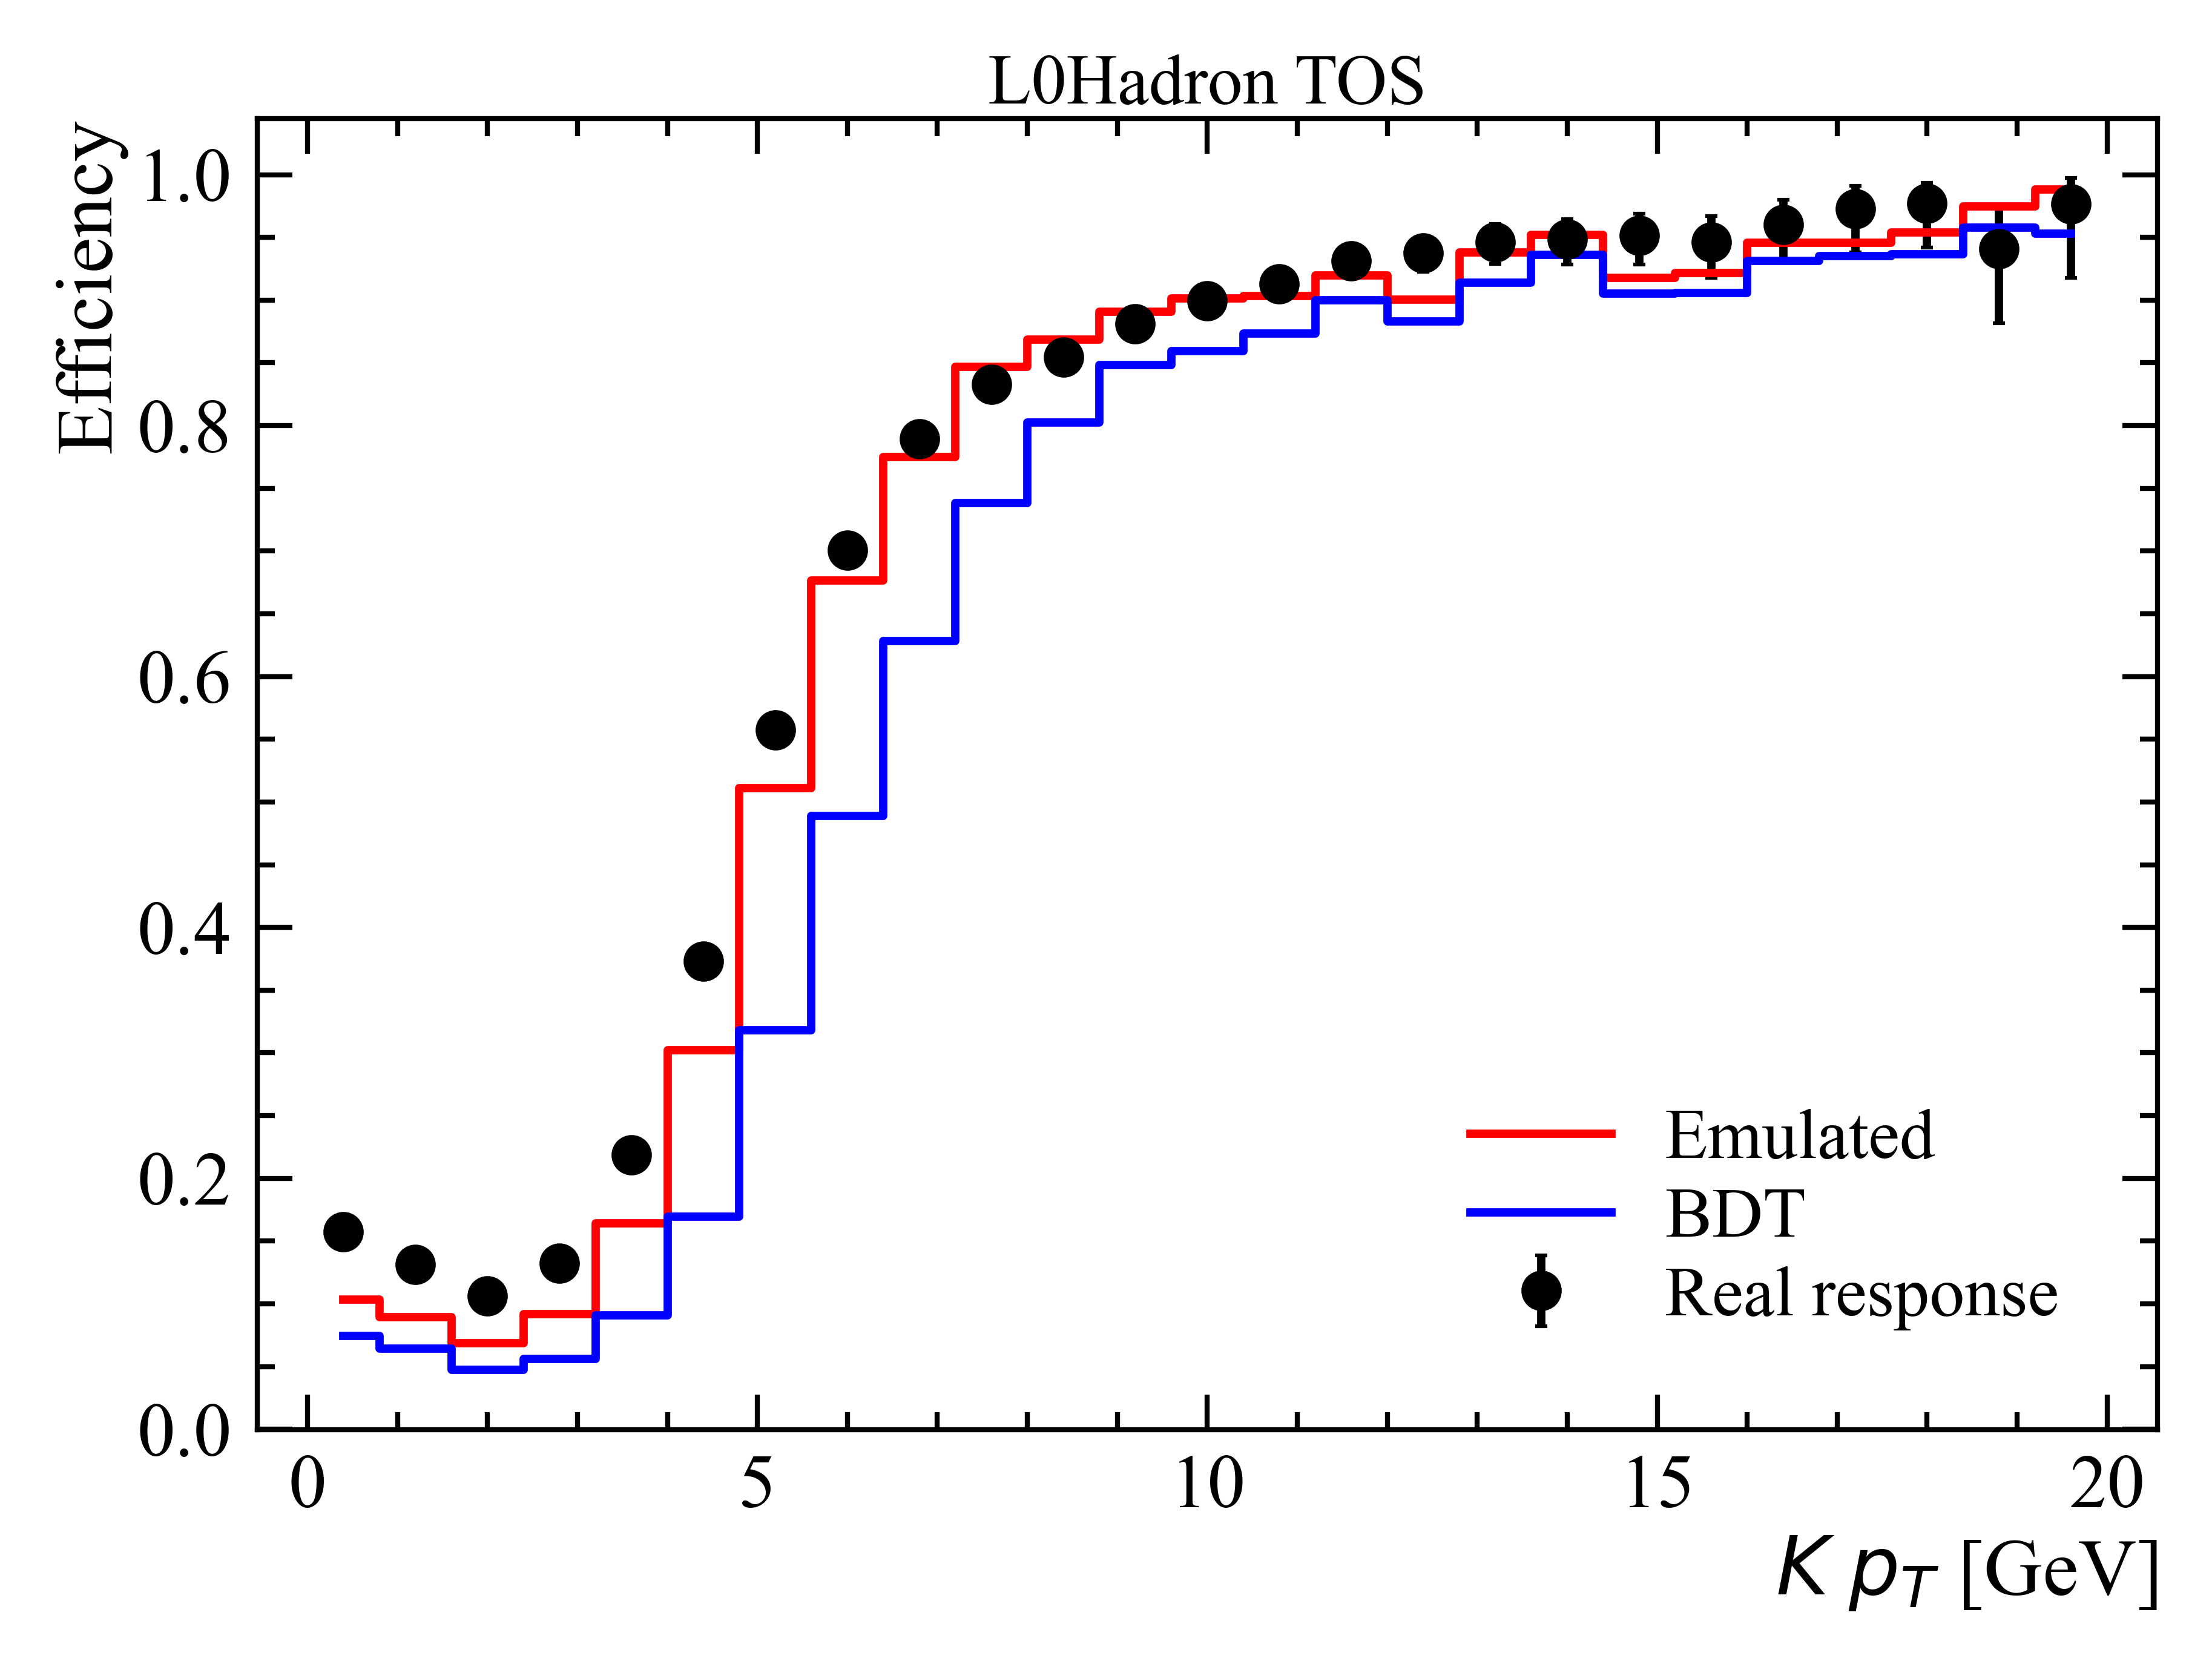 L0Hadron TOS
Efficiency
1.0
0.8
0.6
0.4
0.2
0.0
Emulated
BDT
Real response
0 5 10 15 20
K p_T [GeV]